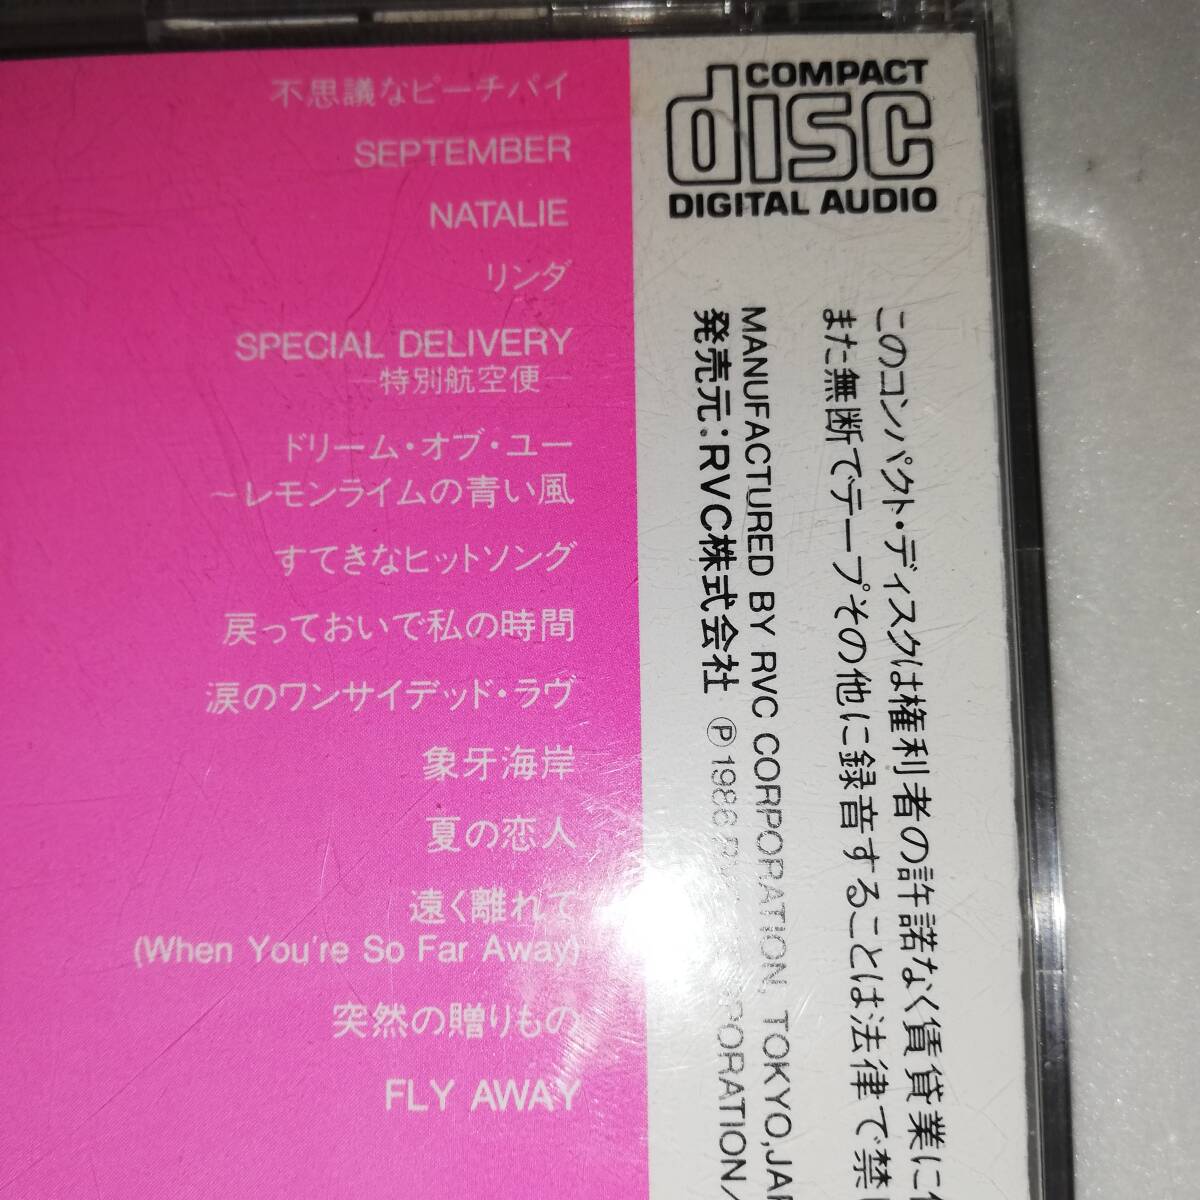 不思議なピーチパイ
SEPTEMBER
NATALIE
リンダ
SPECIAL DELIVERY
—特別航空便—
ドリーム・オブ・ユー
～レモンライムの青い風
すてきなヒットソング
戻っておいで私の時間
涙のワンサイデッド・ラヴ
象牙海岸
夏の恋人
遠く離れて
(When You're So Far Away)
突然の贈りもの
FLY AWAY
COMPACT
disc
DIGITAL AUDIO
このコンパクト・ディスクは権利者の許諾なく賃貸業に
また無断でテープその他に録音することは法律で禁
MANUFACTURED BY RVC CORPORATION, TOKYO, JAP
発売元：RVC株式会社 Ⓟ1986